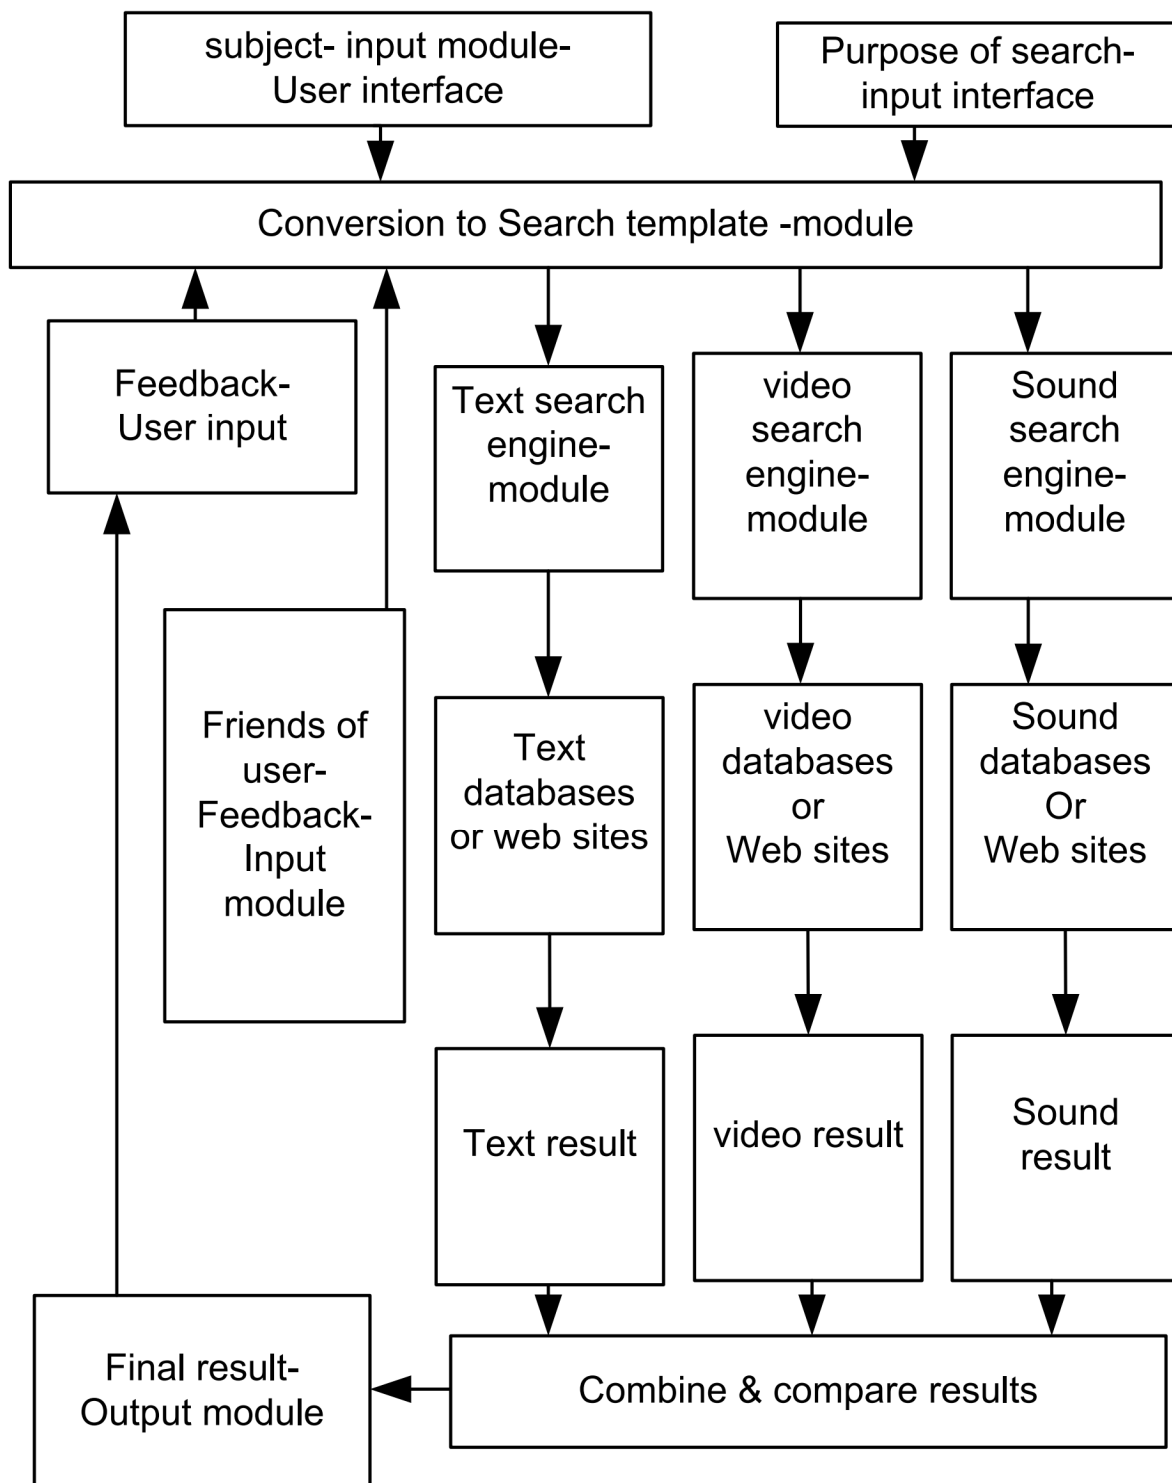 subject- input module-
User interface
Purpose of search-
input interface
Conversion to Search template -module
Feedback-
User input
Text search
engine-
module
video
search
engine-
module
Sound
search
engine-
module
Friends of
user-
Feedback-
Input
module
Text
databases
or web sites
video
databases
or
Web sites
Sound
databases
Or
Web sites
Text result
video result
Sound
result
Final result-
Output module
Combine & compare results